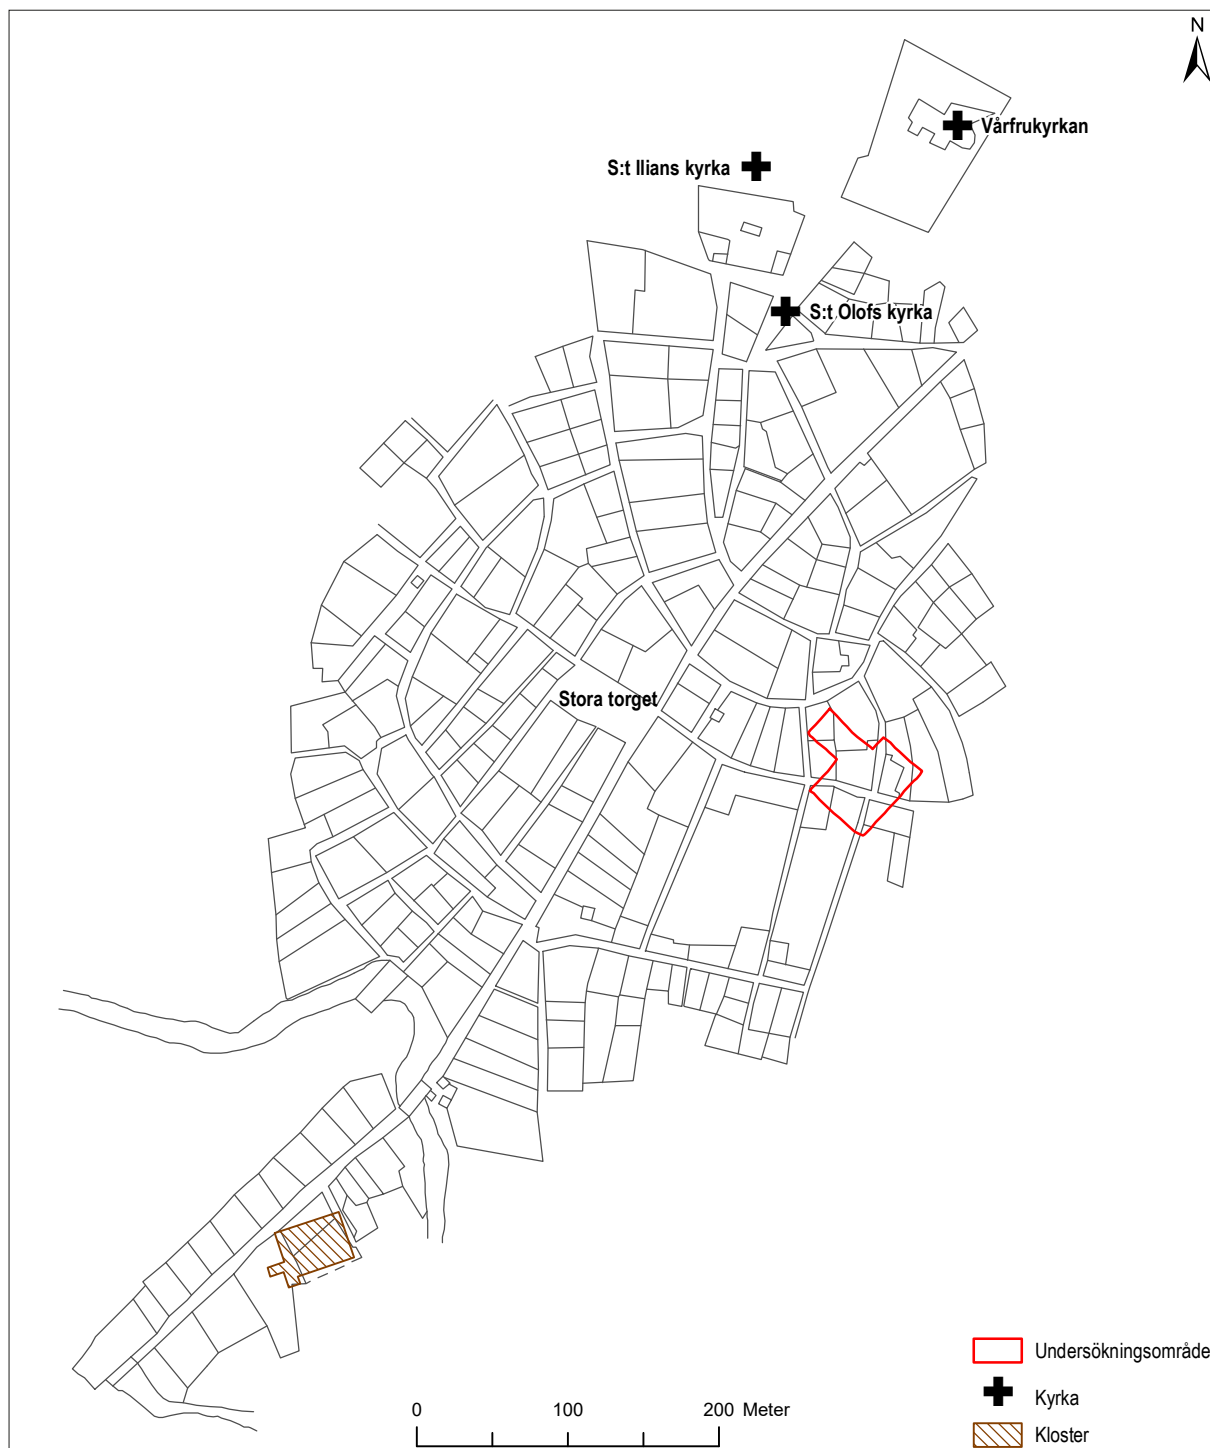 N
Vårfrukyrkan
S:t Ilians kyrka
S:t Olofs kyrka
Stora torget
Undersökningsområde
Kyrka
Kloster
0 100 200 Meter